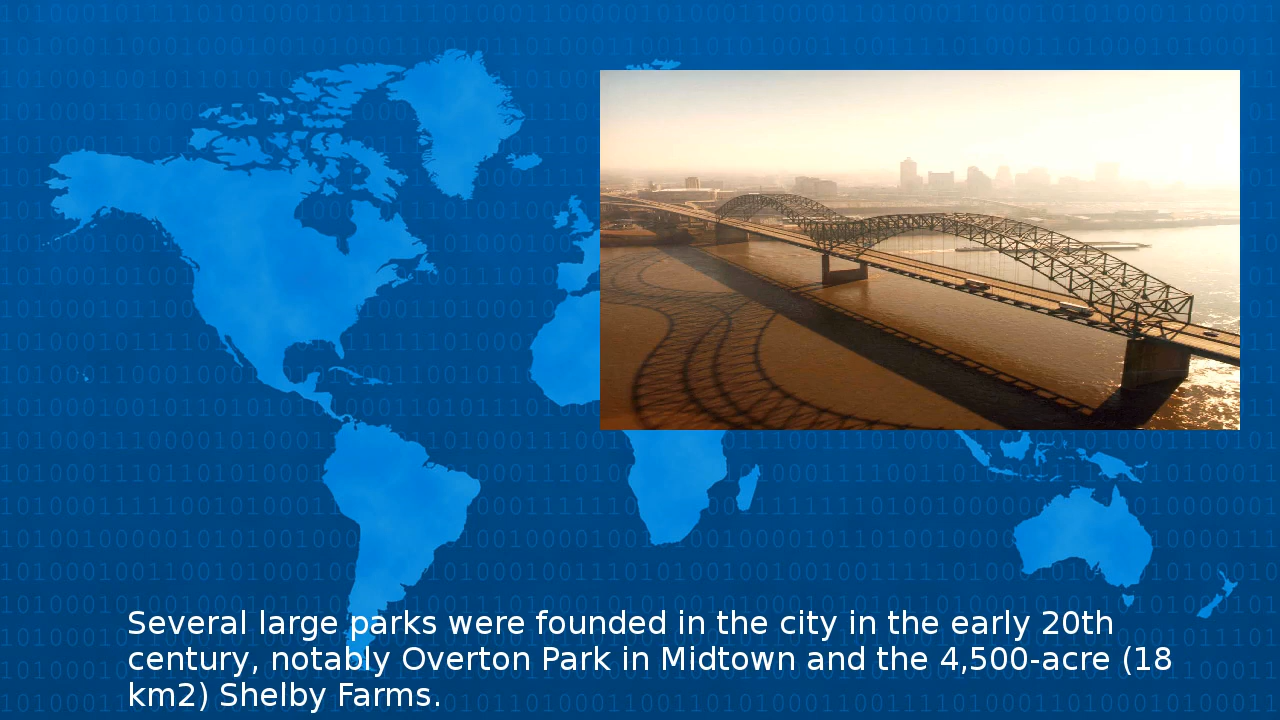 Several large parks were founded in the city in the early 20th
century, notably Overton Park in Midtown and the 4,500-acre (18
km2) Shelby Farms.